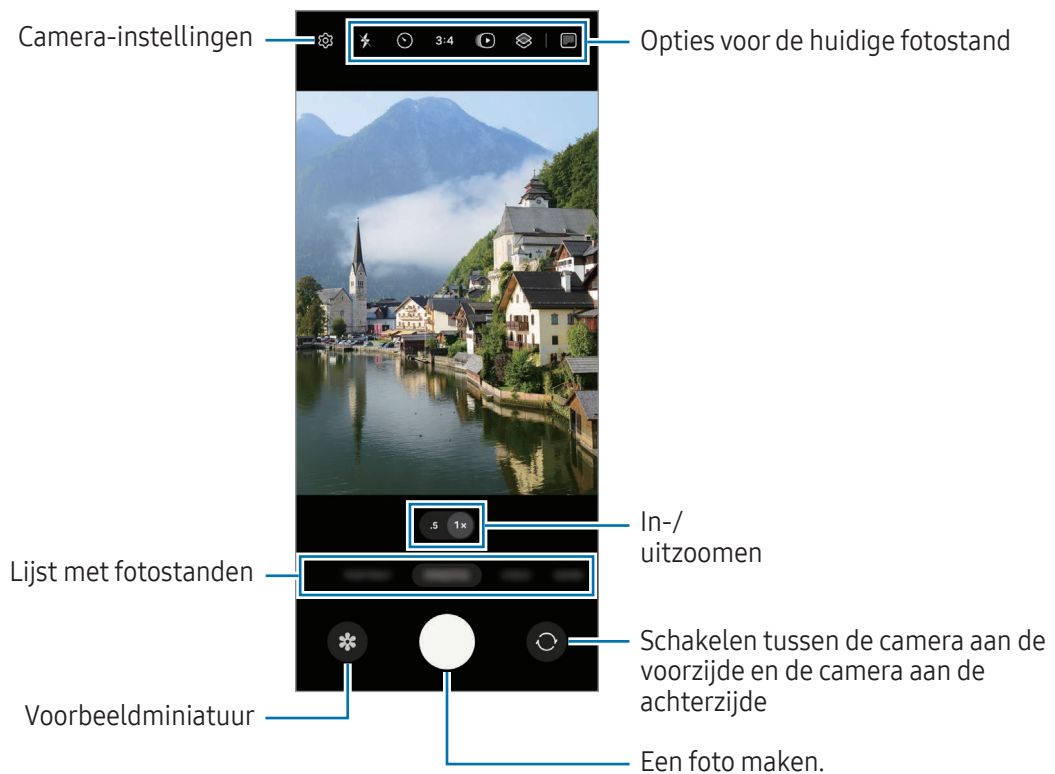 Camera-instellingen
3:4
Opties voor de huidige fotostand
.5 1×
In-/
uitzoomen
Lijst met fotostanden
Schakelen tussen de camera aan de
voorzijde en de camera aan de
achterzijde
Voorbeeldminiatuur
Een foto maken.